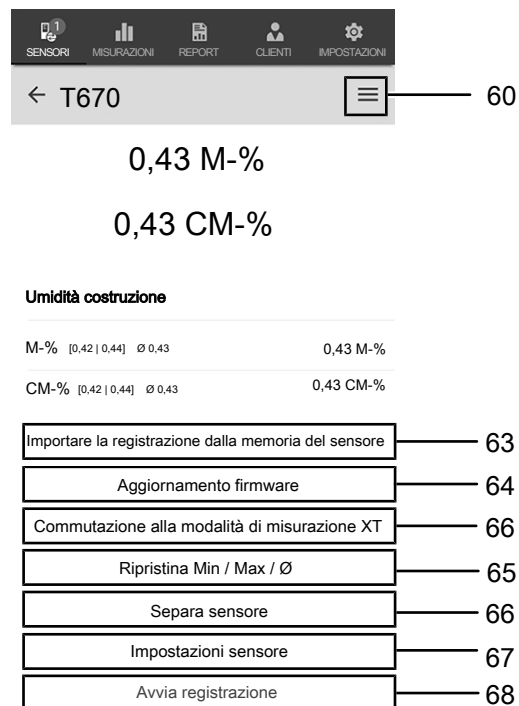 1
SENSORI MISURAZIONI REPORT CLIENTI IMPOSTAZIONI
← T670 60
0,43 M-%
0,43 CM-%
Umidità costruzione
M-% [0,42 | 0,44] Ø 0,43 0,43 M-%
CM-% [0,42 | 0,44] Ø 0,43 0,43 CM-%
Importare la registrazione dalla memoria del sensore 63
Aggiornamento firmware 64
Commutazione alla modalità di misurazione XT 66
Ripristina Min / Max / Ø 65
Separa sensore 66
Impostazioni sensore 67
Avvia registrazione 68